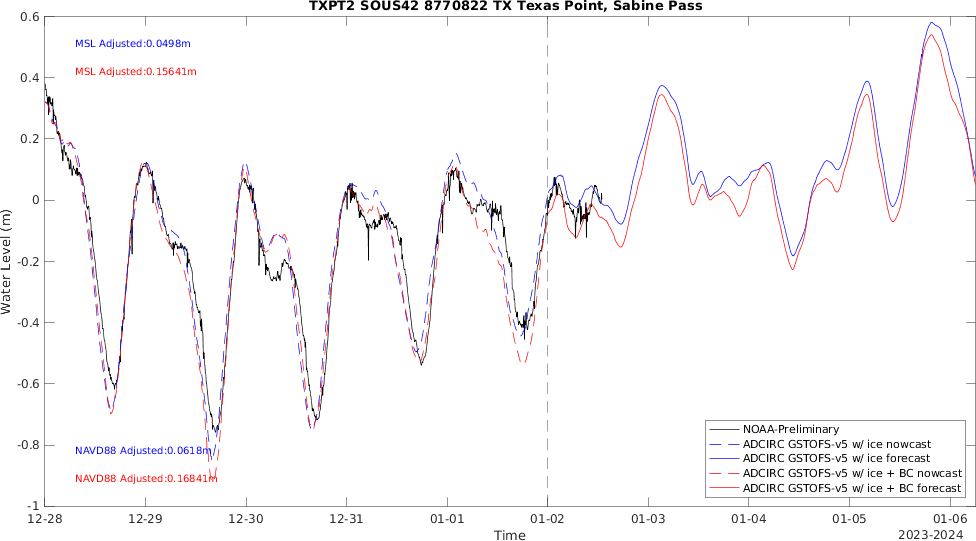 TXPT2 SOUS42 8770822 TX Texas Point, Sabine Pass
0.6
MSL Adjusted:0.0498m
MSL Adjusted:0.15641m
0.4
0.2
0
Water Level (m)
-0.2
-0.4
-0.6
-0.8
NAVD88 Adjusted:0.0618m
NAVD88 Adjusted:0.16841m
-1
NOAA-Preliminary
ADCIRC GSTOFS-v5 w/ ice nowcast
ADCIRC GSTOFS-v5 w/ ice forecast
ADCIRC GSTOFS-v5 w/ ice + BC nowcast
ADCIRC GSTOFS-v5 w/ ice + BC forecast
12-28 12-29 12-30 12-31 01-01 01-02 01-03 01-04 01-05 01-06
Time
2023-2024